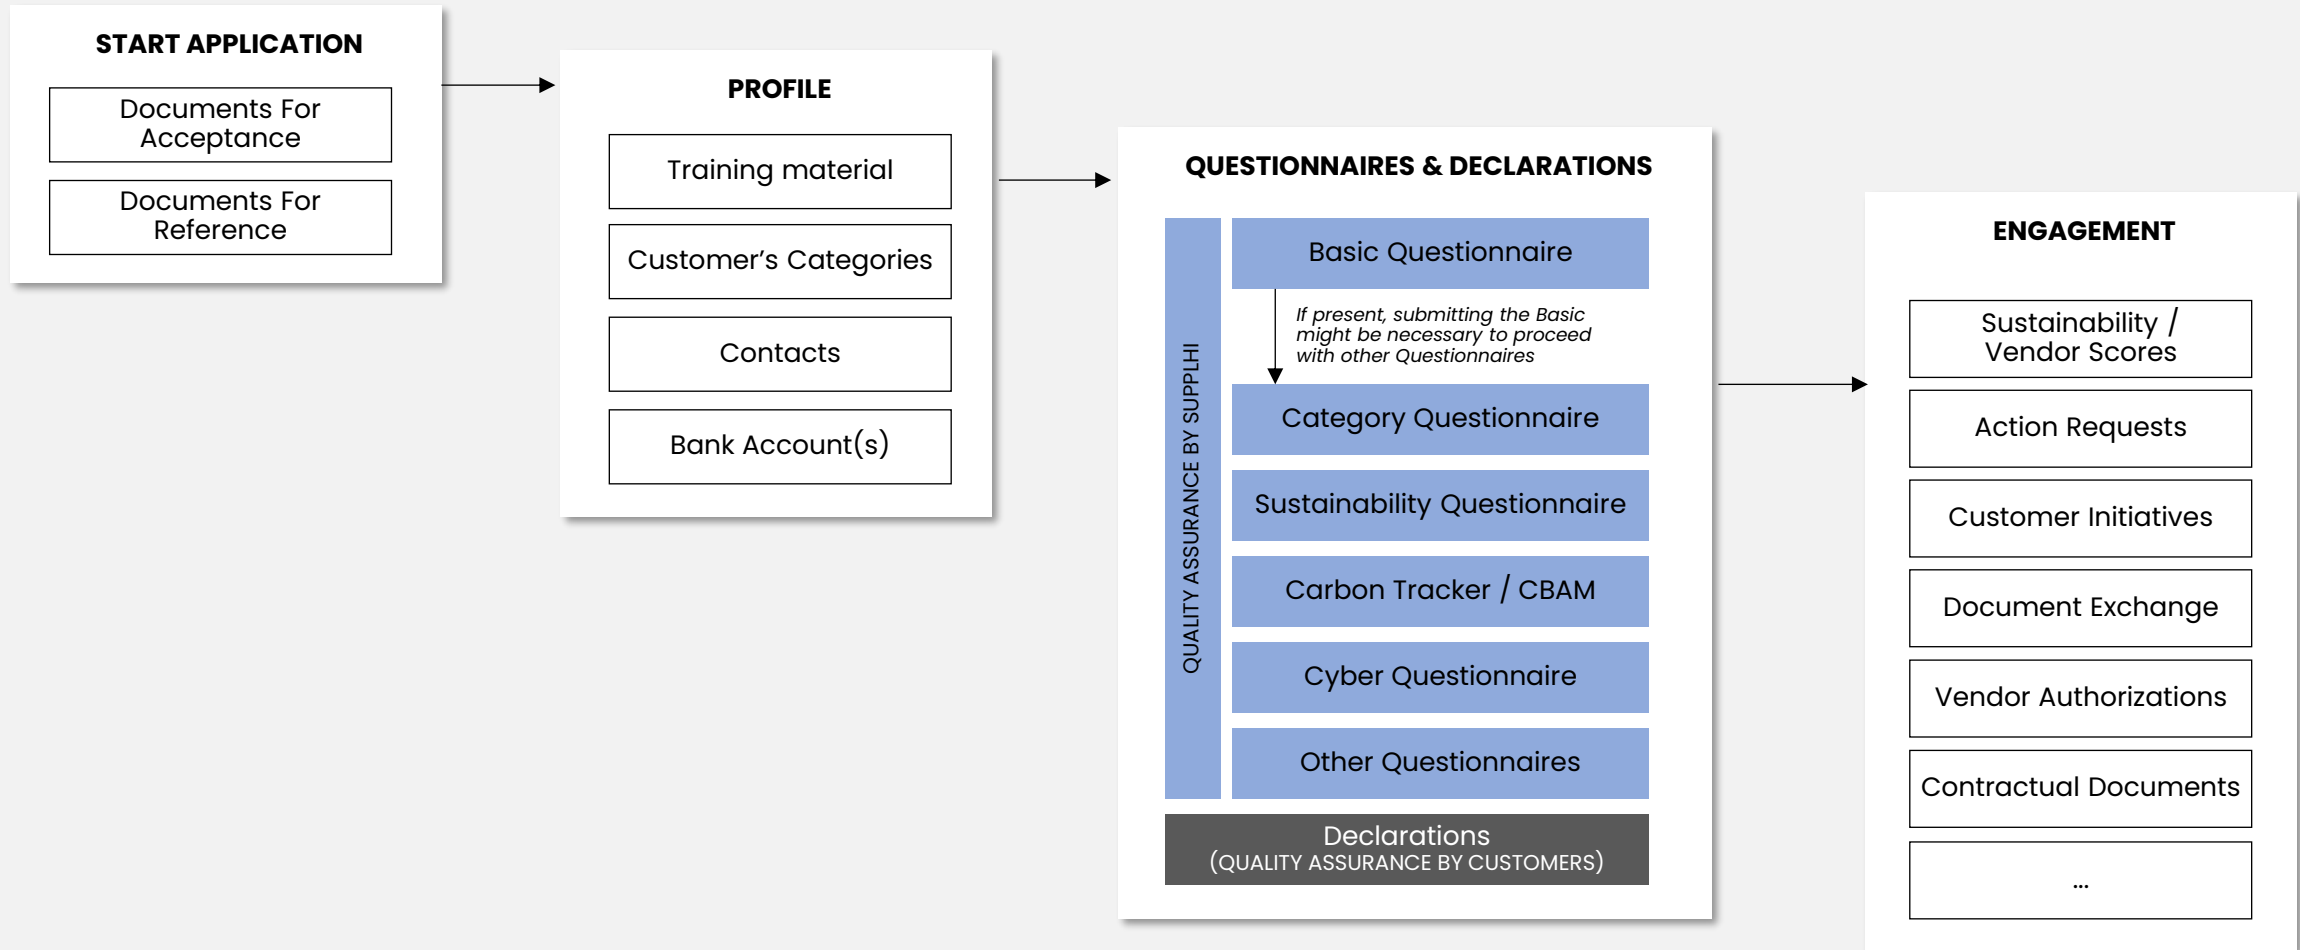 START APPLICATION
Documents For
Acceptance
Documents For
Reference
PROFILE
Training material
Customer’s Categories
Contacts
Bank Account(s)
QUESTIONNAIRES & DECLARATIONS
QUALITY ASSURANCE BY SUPPLHI
Basic Questionnaire
If present, submitting the Basic
might be necessary to proceed
with other Questionnaires
Category Questionnaire
Sustainability Questionnaire
Carbon Tracker / CBAM
Cyber Questionnaire
Other Questionnaires
Declarations
(QUALITY ASSURANCE BY CUSTOMERS)
ENGAGEMENT
Sustainability /
Vendor Scores
Action Requests
Customer Initiatives
Document Exchange
Vendor Authorizations
Contractual Documents
...